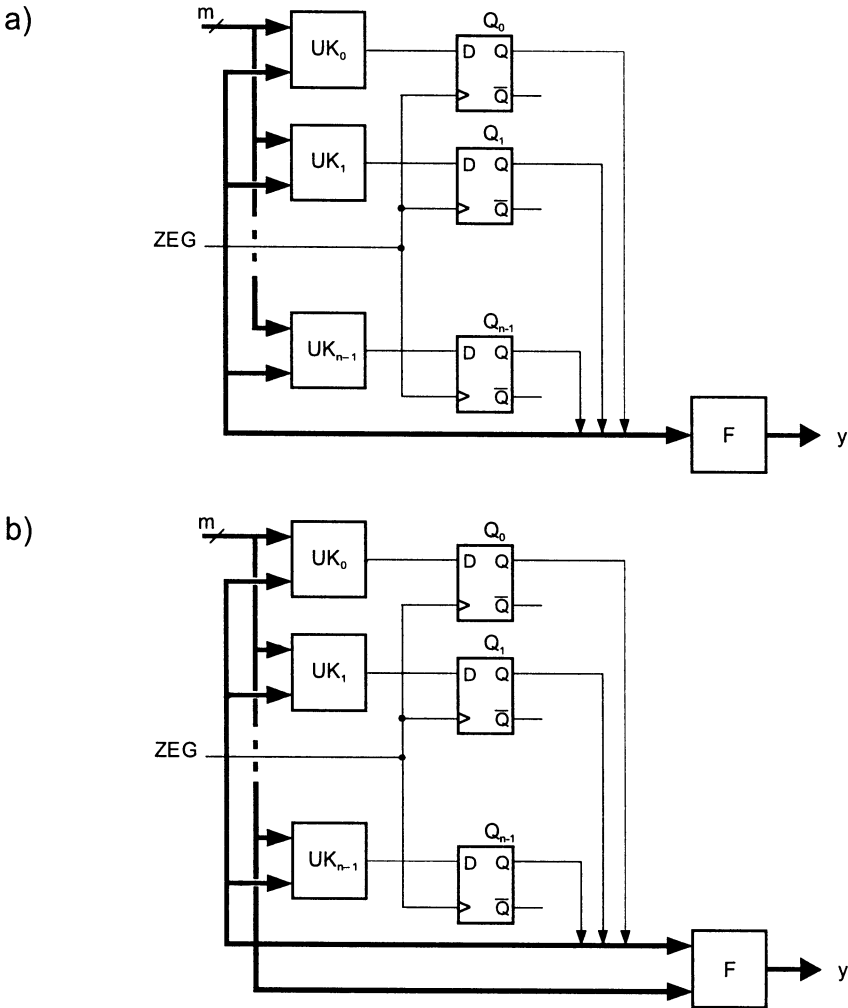 a)
m
UK0
Q0
D Q
Q̅
UK1
Q1
D Q
Q̅
ZEG
UKn-1
Qn-1
D Q
Q̅
F
y
b)
m
UK0
Q0
D Q
Q̅
UK1
Q1
D Q
Q̅
ZEG
UKn-1
Qn-1
D Q
Q̅
F
y